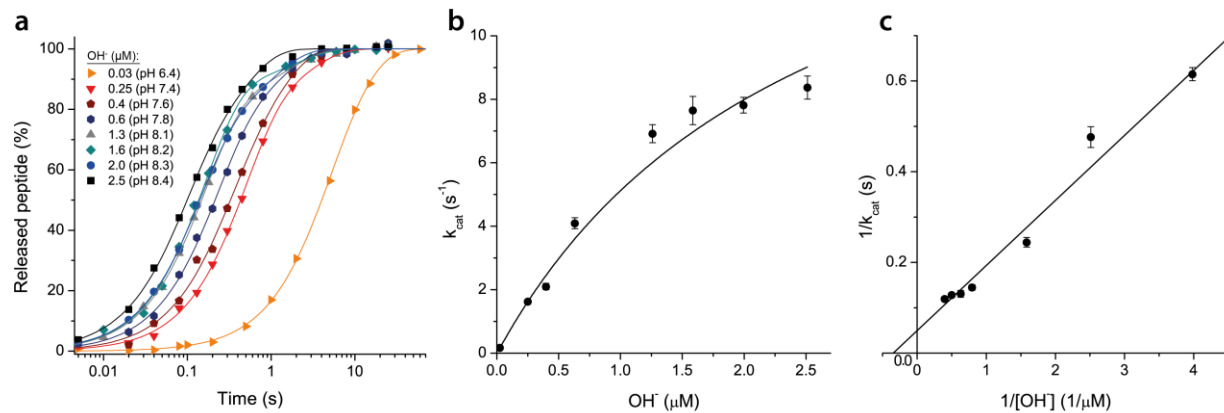 a
Released peptide (%)
100
80
60
40
20
0
OH⁻ (μM):
0.03 (pH 6.4)
0.25 (pH 7.4)
0.4 (pH 7.6)
0.6 (pH 7.8)
1.3 (pH 8.1)
1.6 (pH 8.2)
2.0 (pH 8.3)
2.5 (pH 8.4)
0.01 0.1 1 10
Time (s)
b
k_cat (s⁻¹)
10
8
6
4
2
0
0.0 0.5 1.0 1.5 2.0 2.5
OH⁻ (μM)
c
1/k_cat (s)
0.6
0.4
0.2
0.0
0 1 2 3 4
1/[OH⁻] (1/μM)